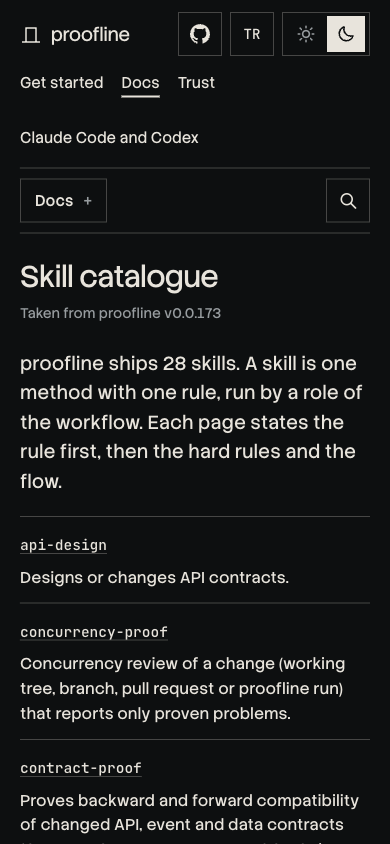 proofline
TR
Get started Docs Trust
Claude Code and Codex
Docs +
Skill catalogue
Taken from proofline v0.0.173
proofline ships 28 skills. A skill is one
method with one rule, run by a role of
the workflow. Each page states the
rule first, then the hard rules and the
flow.
api-design
Designs or changes API contracts.
concurrency-proof
Concurrency review of a change (working
tree, branch, pull request or proofline run)
that reports only proven problems.
contract-proof
Proves backward and forward compatibility
of changed API, event and data contracts